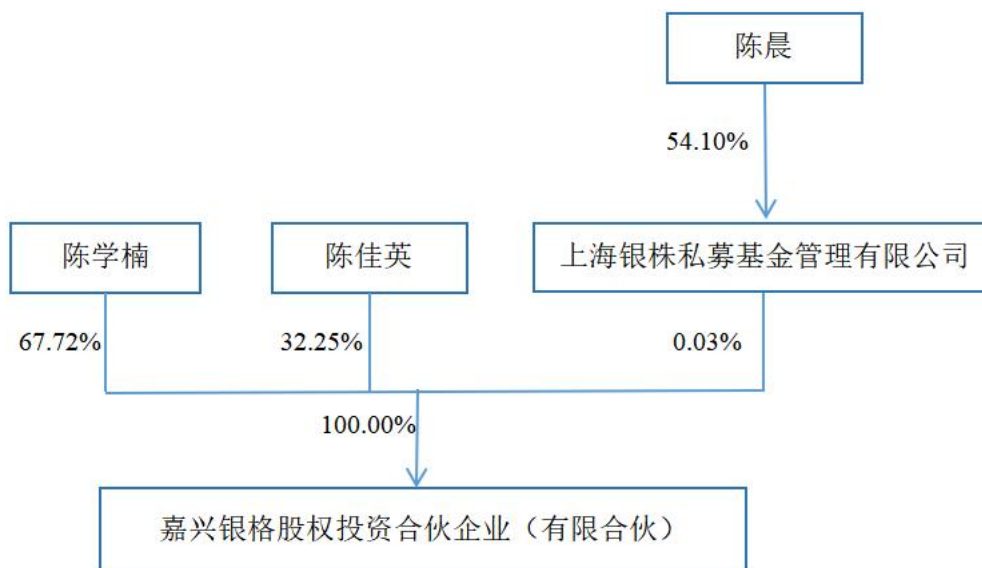 陈晨
54.10%
陈学楠
陈佳英
上海银株私募基金管理有限公司
67.72%
32.25%
0.03%
100.00%
嘉兴银格股权投资合伙企业（有限合伙）